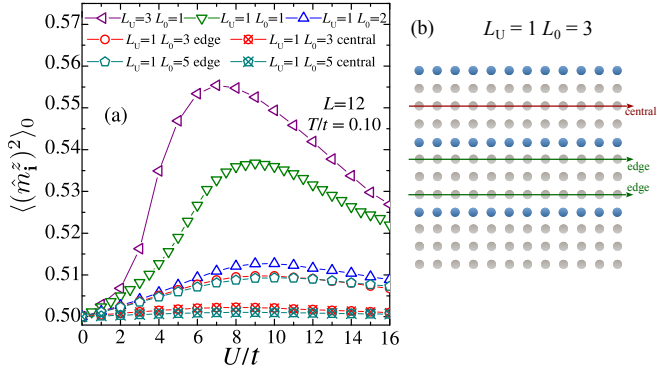 L_U=3 L_0=1 L_U=1 L_0=1 L_U=1 L_0=2
L_U=1 L_0=3 edge L_U=1 L_0=3 central
L_U=1 L_0=5 edge L_U=1 L_0=5 central
(a)
L=12
T/t = 0.10
⟨(m̂_i^z)^2⟩_0
0.56
0.55
0.54
0.53
0.52
0.51
0.50
0 2 4 6 8 10 12 14 16
U/t
(b) L_U = 1 L_0 = 3
central
edge
edge